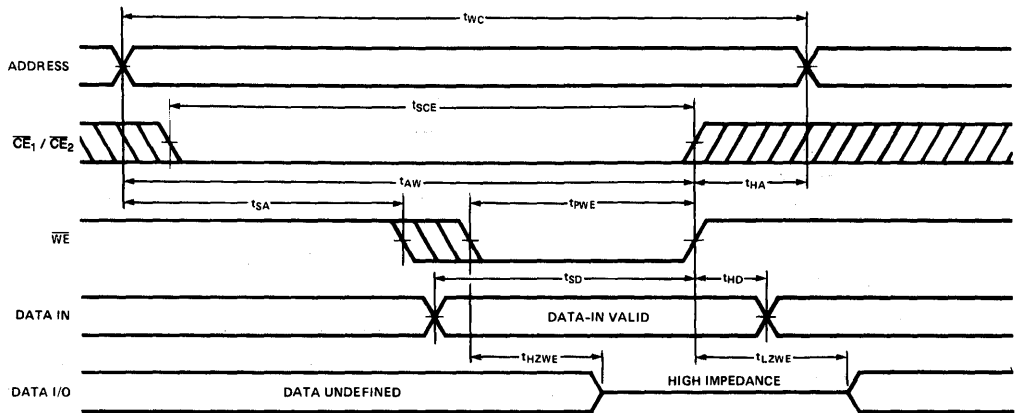 tWC
ADDRESS
tSCE
CE1 / CE2
tAW
tHA
tSA
tPWE
WE
tSD
tHD
DATA IN
DATA-IN VALID
tHZWE
tLZWE
DATA I/O
DATA UNDEFINED
HIGH IMPEDANCE